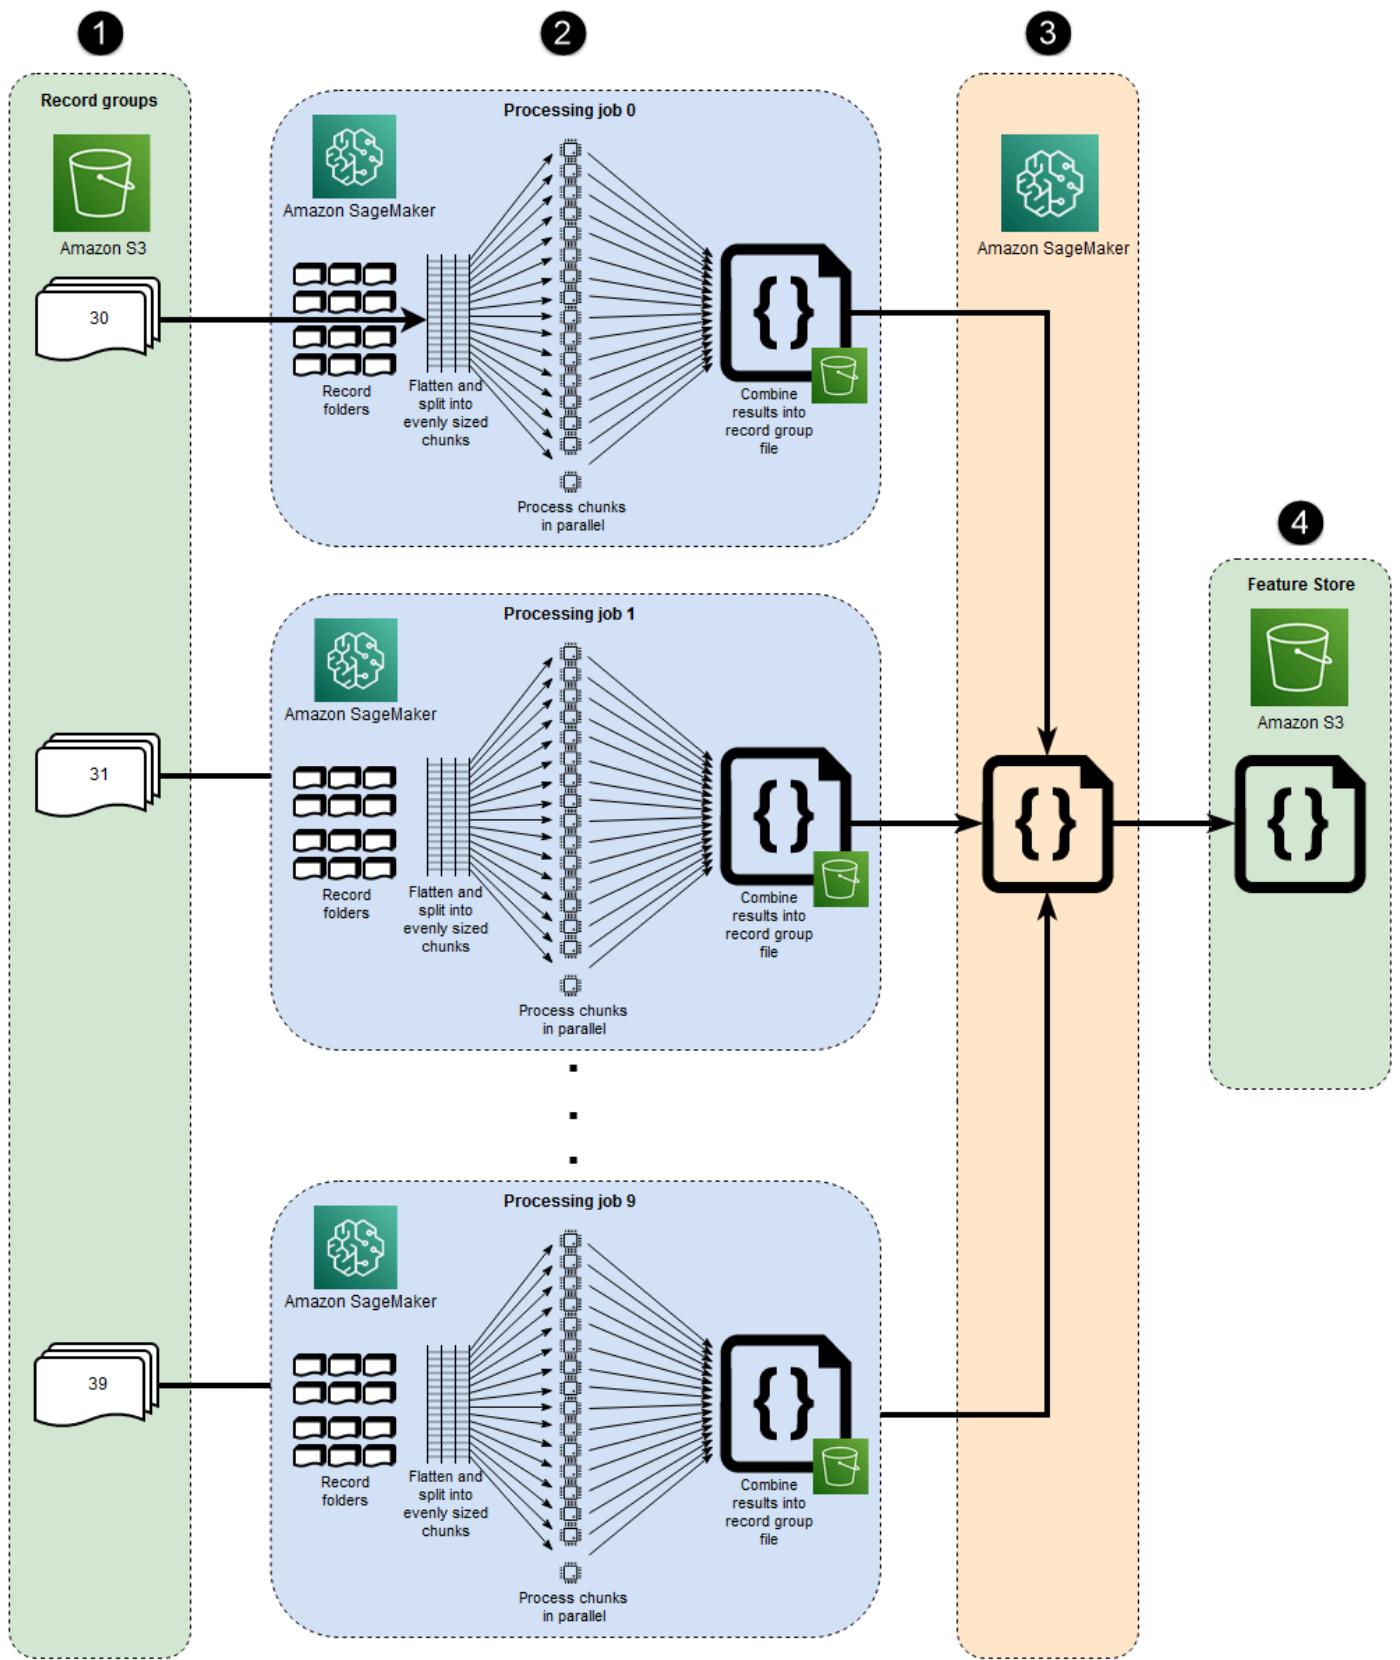 1
2
3
4
Record groups
Amazon S3
30
31
39
Processing job 0
Amazon SageMaker
Record
folders
Flatten and
split into
evenly sized
chunks
Process chunks
in parallel
{}
Combine
results into
record group
file
Processing job 1
Amazon SageMaker
Record
folders
Flatten and
split into
evenly sized
chunks
Process chunks
in parallel
{}
Combine
results into
record group
file
Processing job 9
Amazon SageMaker
Record
folders
Flatten and
split into
evenly sized
chunks
Process chunks
in parallel
{}
Combine
results into
record group
file
Amazon SageMaker
{}
Feature Store
Amazon S3
{}